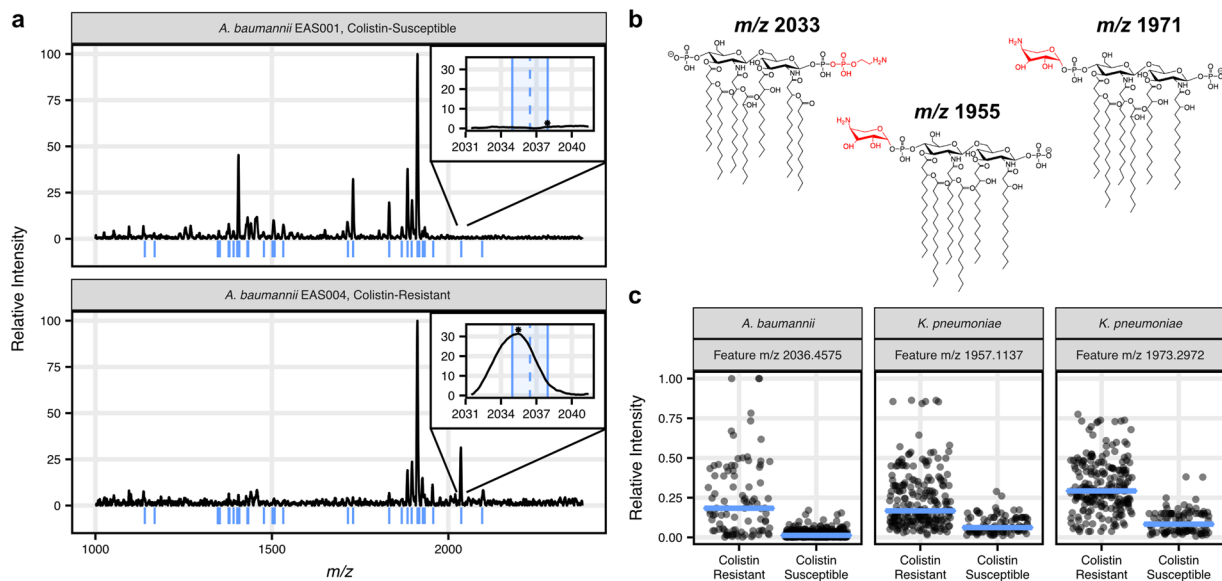 a
A. baumannii EAS001, Colistin-Susceptible
100
75
50
25
0
30
20
10
0
2031 2034 2037 2040
A. baumannii EAS004, Colistin-Resistant
100
75
50
25
0
30
20
10
0
2031 2034 2037 2040
1000 1500 2000
Relative Intensity
m/z
b
m/z 2033
m/z 1971
m/z 1955
c
A. baumannii K. pneumoniae K. pneumoniae
Feature m/z 2036.4575 Feature m/z 1957.1137 Feature m/z 1973.2972
Relative Intensity
1.00
0.75
0.50
0.25
0.00
Colistin Colistin Colistin Colistin Colistin Colistin
Resistant Susceptible Resistant Susceptible Resistant Susceptible